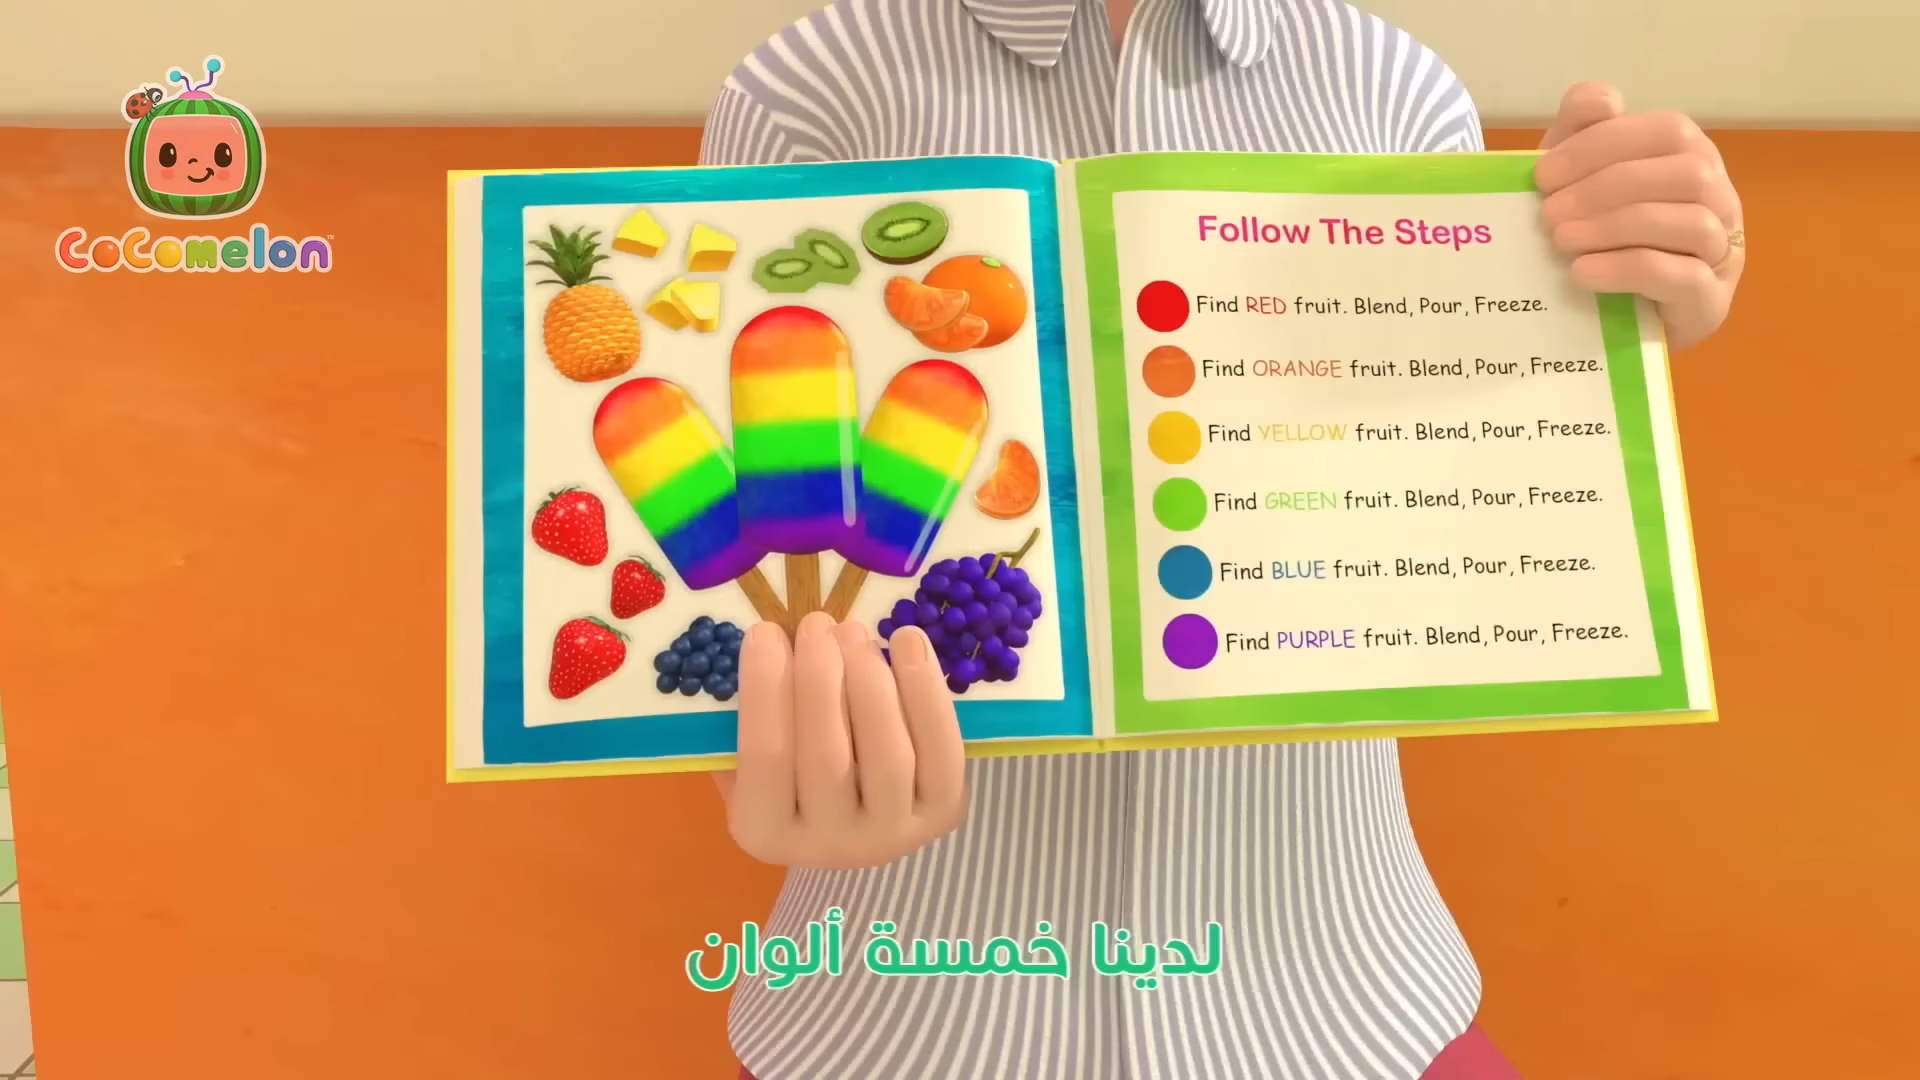 CoComelon™
Follow The Steps
Find RED fruit. Blend, Pour, Freeze.
Find ORANGE fruit. Blend, Pour, Freeze.
Find YELLOW fruit. Blend, Pour, Freeze.
Find GREEN fruit. Blend, Pour, Freeze.
Find BLUE fruit. Blend, Pour, Freeze.
Find PURPLE fruit. Blend, Pour, Freeze.
لدينا خمسة ألوان